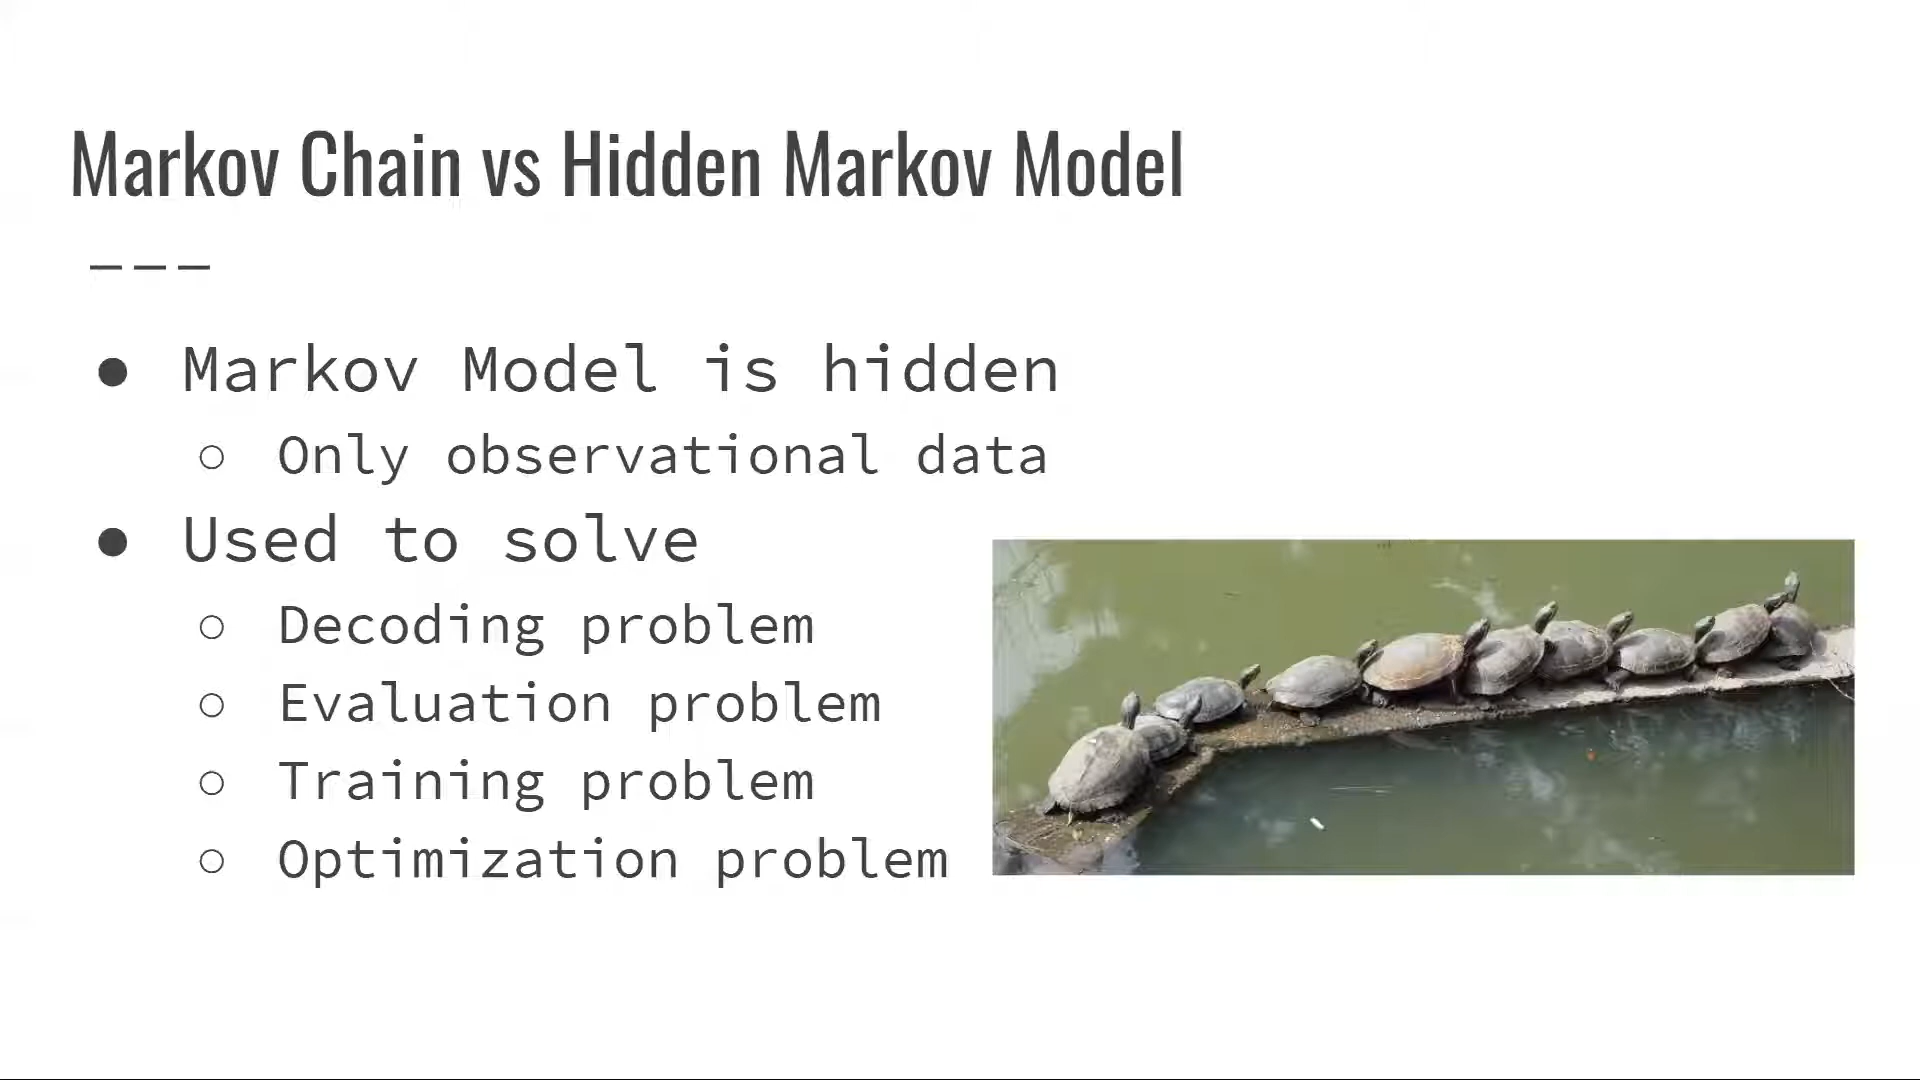 Markov Chain vs Hidden Markov Model
● Markov Model is hidden
○ Only observational data
● Used to solve
○ Decoding problem
○ Evaluation problem
○ Training problem
○ Optimization problem